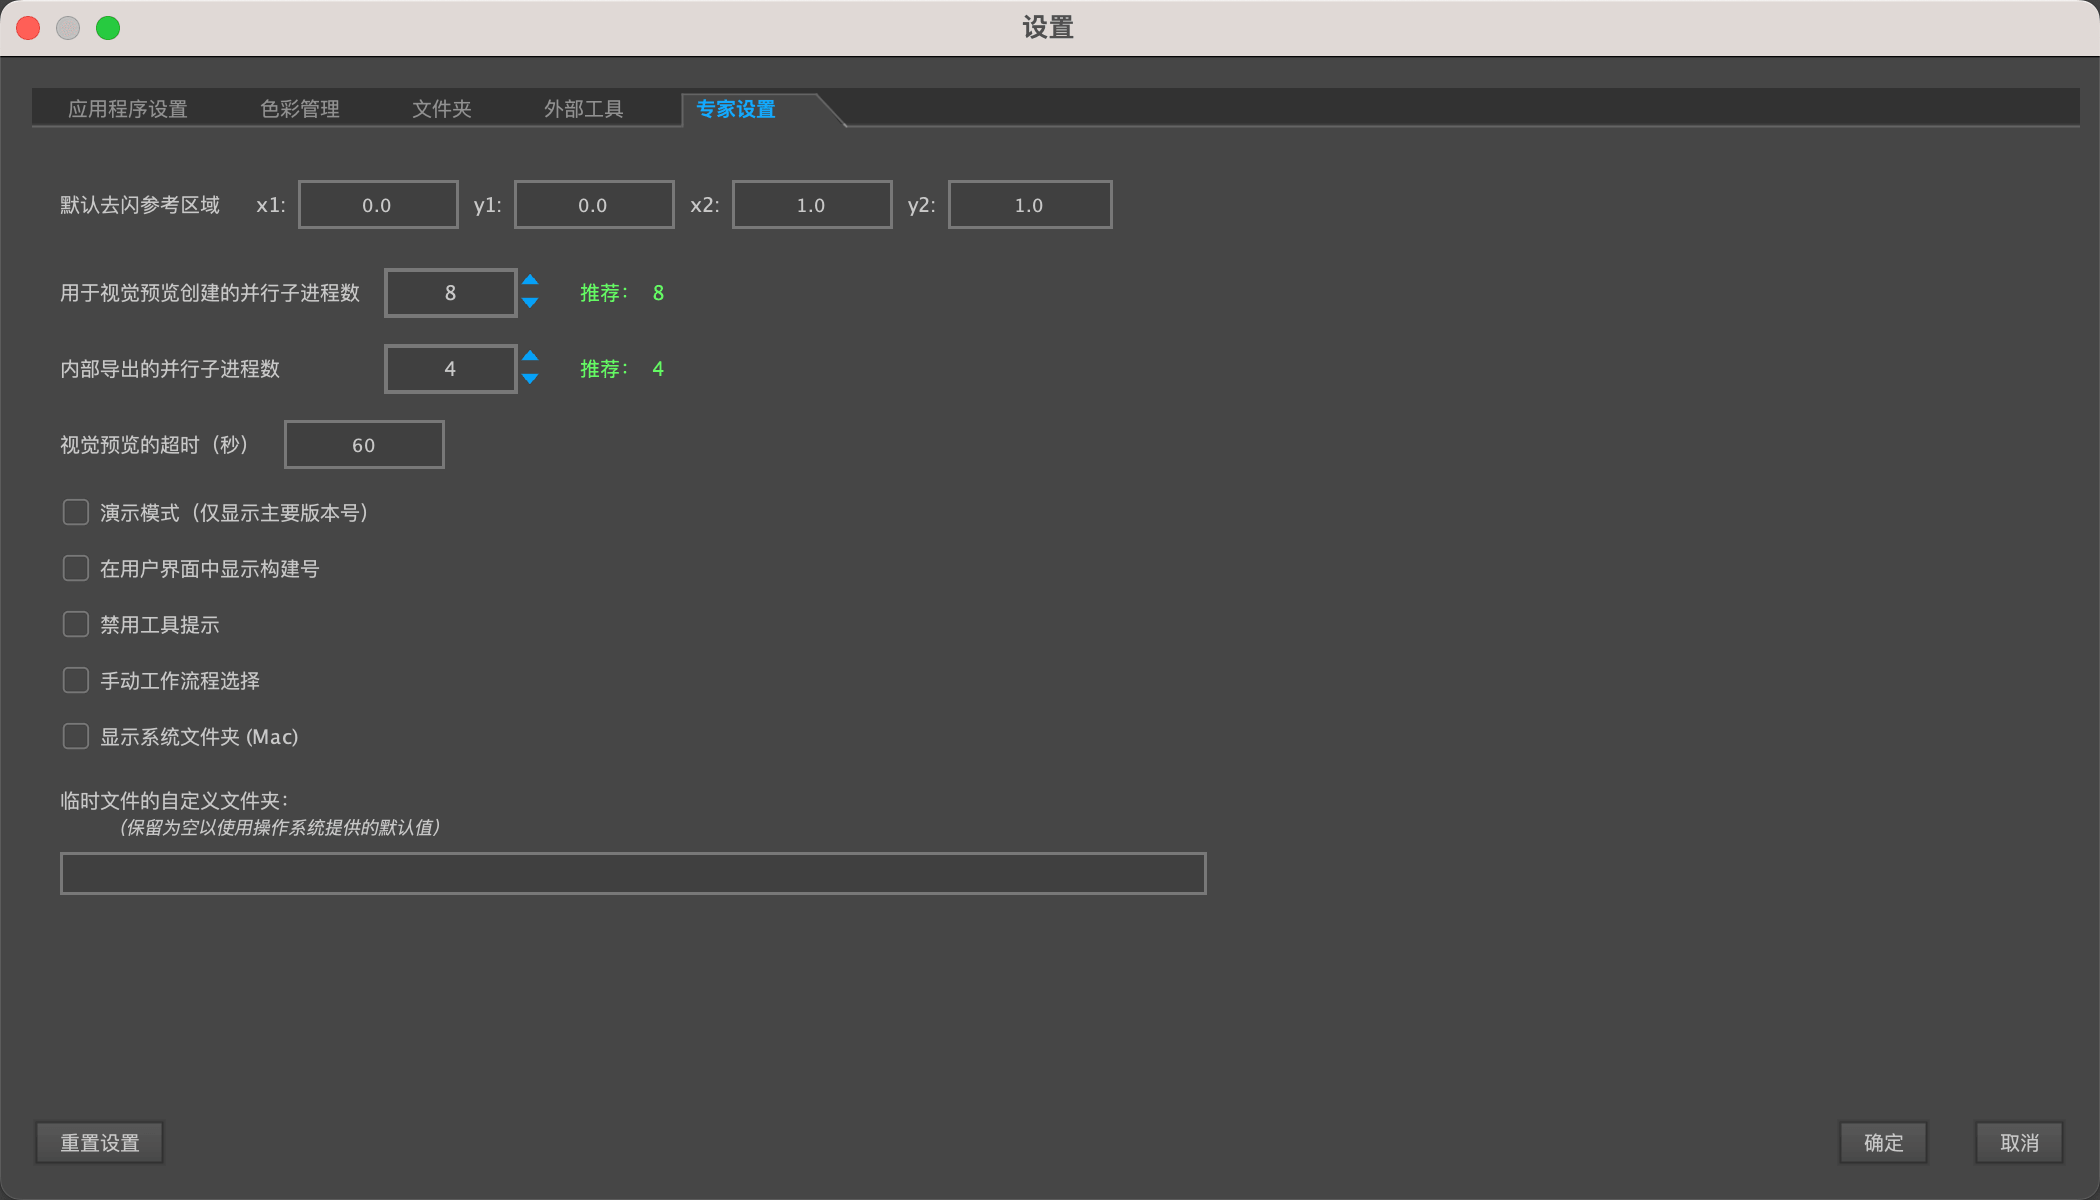 设置
应用程序设置 色彩管理 文件夹 外部工具 专家设置
默认去闪参考区域 x1: 0.0 y1: 0.0 x2: 1.0 y2: 1.0
用于视觉预览创建的并行子进程数 8 推荐： 8
内部导出的并行子进程数 4 推荐： 4
视觉预览的超时（秒） 60
演示模式（仅显示主要版本号）
在用户界面中显示构建号
禁用工具提示
手动工作流程选择
显示系统文件夹 (Mac)
临时文件的自定义文件夹：
（保留为空以使用操作系统提供的默认值）
重置设置 确定 取消